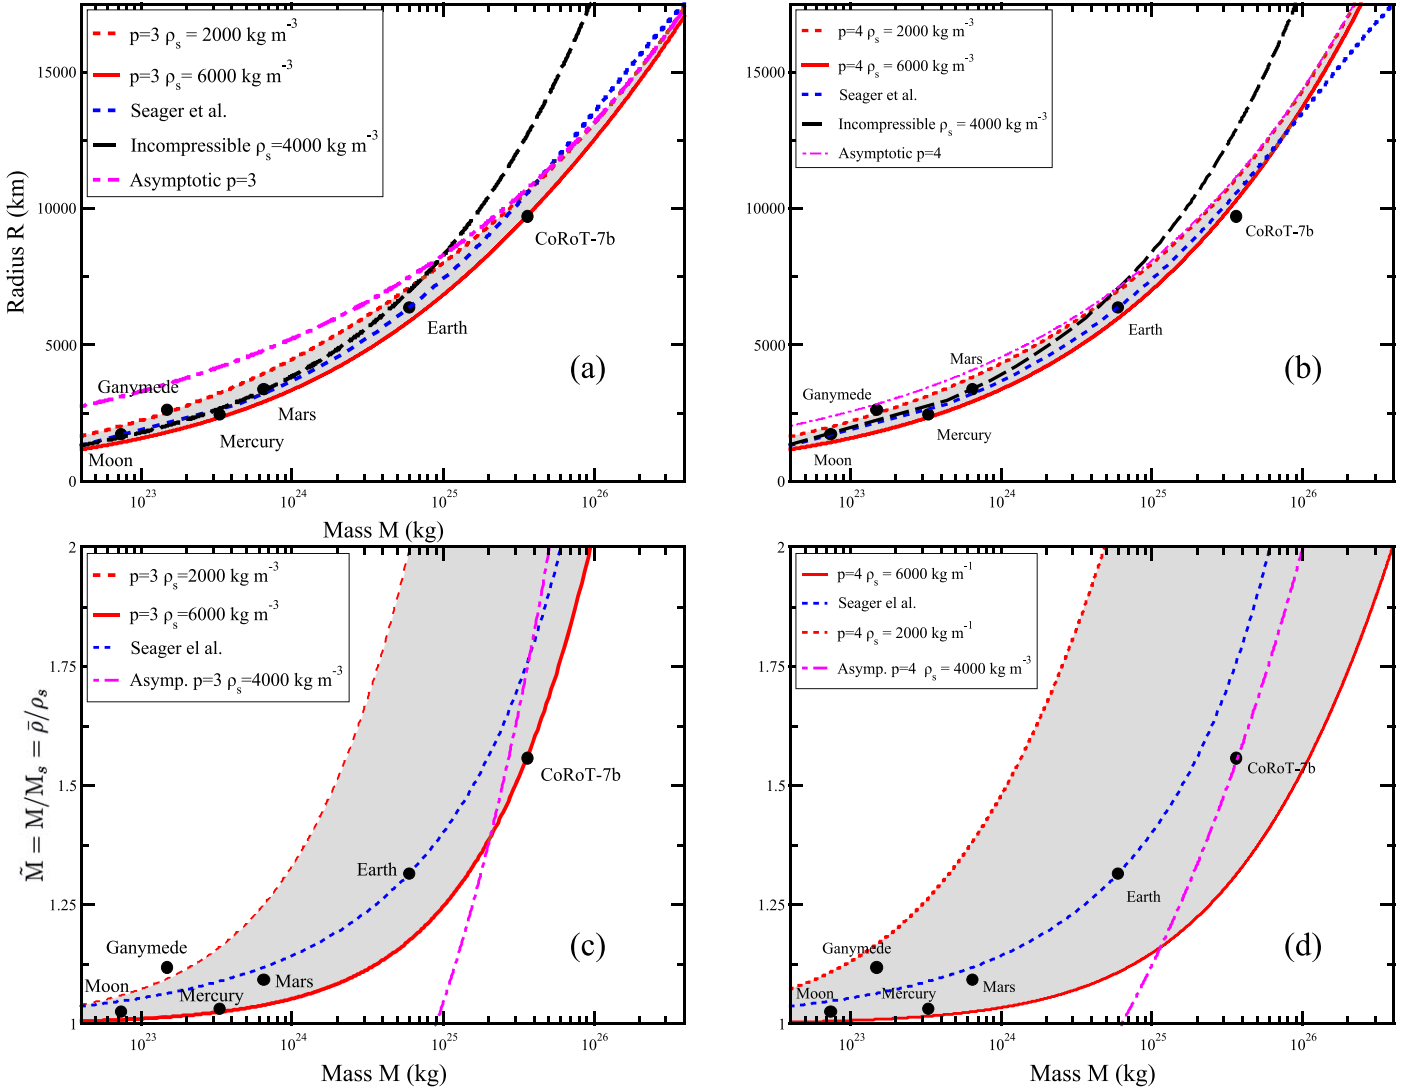 p=3 ρs = 2000 kg m-3
p=3 ρs = 6000 kg m-3
Seager et al.
Incompressible ρs=4000 kg m-3
Asymptotic p=3
15000
10000
5000
0
Radius R (km)
Ganymede
Moon
Mercury
Mars
Earth
CoRoT-7b
(a)
10^23
10^24
10^25
10^26
Mass M (kg)
p=4 ρs = 2000 kg m-3
p=4 ρs = 6000 kg m-3
Seager et al.
Incompressible ρs = 4000 kg m-3
Asymptotic p=4
15000
10000
5000
0
Mars
Ganymede
Moon
Mercury
Earth
CoRoT-7b
(b)
10^23
10^24
10^25
10^26
p=3 ρs=2000 kg m-3
p=3 ρs=6000 kg m-3
Seager el al.
Asymp. p=3 ρs=4000 kg m-3
2
1.75
1.5
1.25
1
M̃ = M/Ms = ρ̄/ρs
CoRoT-7b
Earth
Ganymede
Moon
Mercury
Mars
(c)
10^23
10^24
10^25
10^26
Mass M (kg)
p=4 ρs = 6000 kg m-1
Seager el al.
p=4 ρs = 2000 kg m-1
Asymp. p=4 ρs = 4000 kg m-3
2
1.75
1.5
1.25
1
CoRoT-7b
Earth
Ganymede
Moon
Mercury
Mars
(d)
10^23
10^24
10^25
10^26
Mass M (kg)